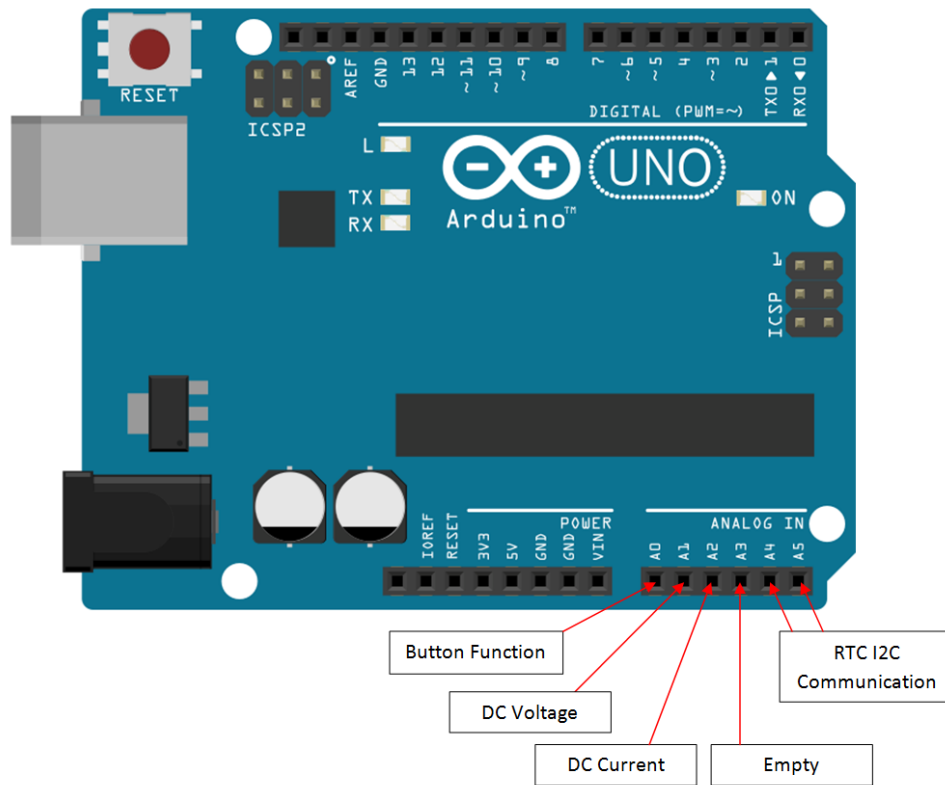 RESET
ICSP2
AREF
GND
13
12
~11
~10
~9
8
7
~6
~5
4
~3
2
TX0 ▶ 1
RX0 ◀ 0
DIGITAL (PWM=~)
L
TX
RX
Arduino™
UNO
ON
1
ICSP
POWER
ANALOG IN
IOREF
RESET
3V3
5V
GND
GND
VIN
A0
A1
A2
A3
A4
A5
Button Function
DC Voltage
DC Current
Empty
RTC I2C
Communication